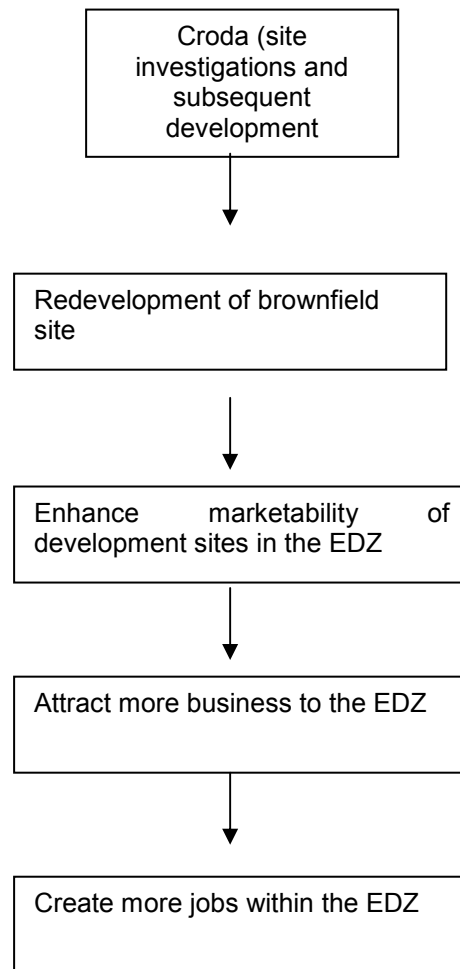 Croda (site
investigations and
subsequent
development
Redevelopment of brownfield
site
Enhance marketability of
development sites in the EDZ
Attract more business to the EDZ
Create more jobs within the EDZ